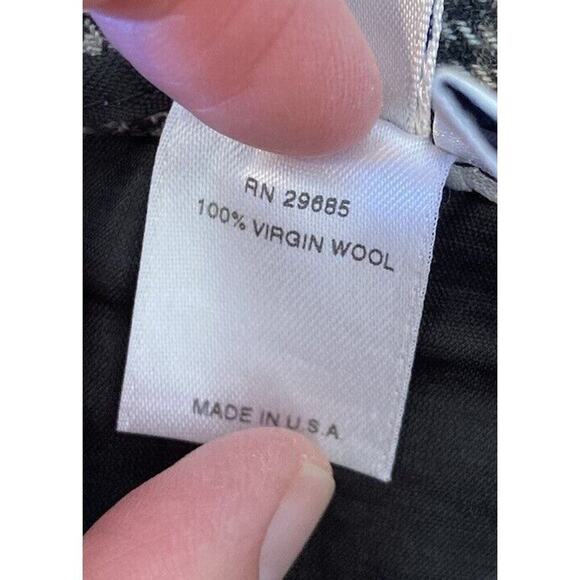 RN 29685
100% VIRGIN WOOL
MADE IN U.S.A